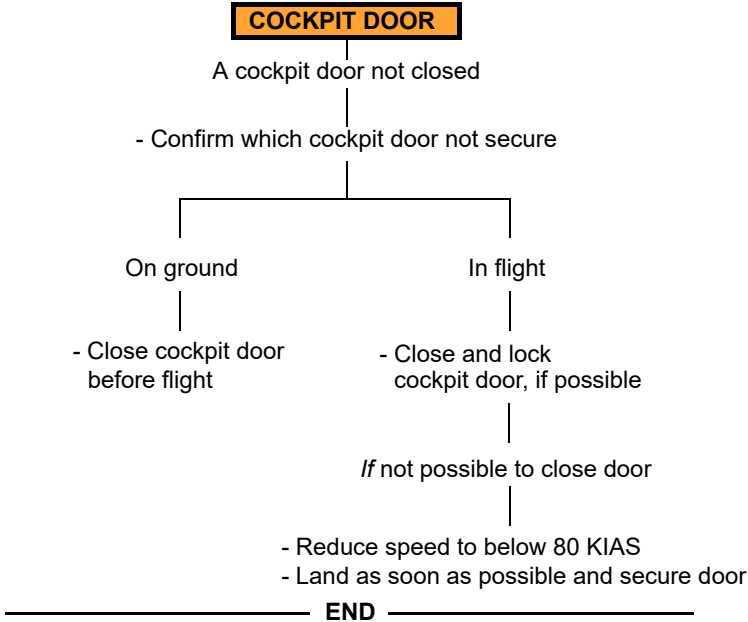 COCKPIT DOOR
A cockpit door not closed
- Confirm which cockpit door not secure
On ground
In flight
- Close cockpit door
before flight
- Close and lock
cockpit door, if possible
If not possible to close door
- Reduce speed to below 80 KIAS
- Land as soon as possible and secure door
END